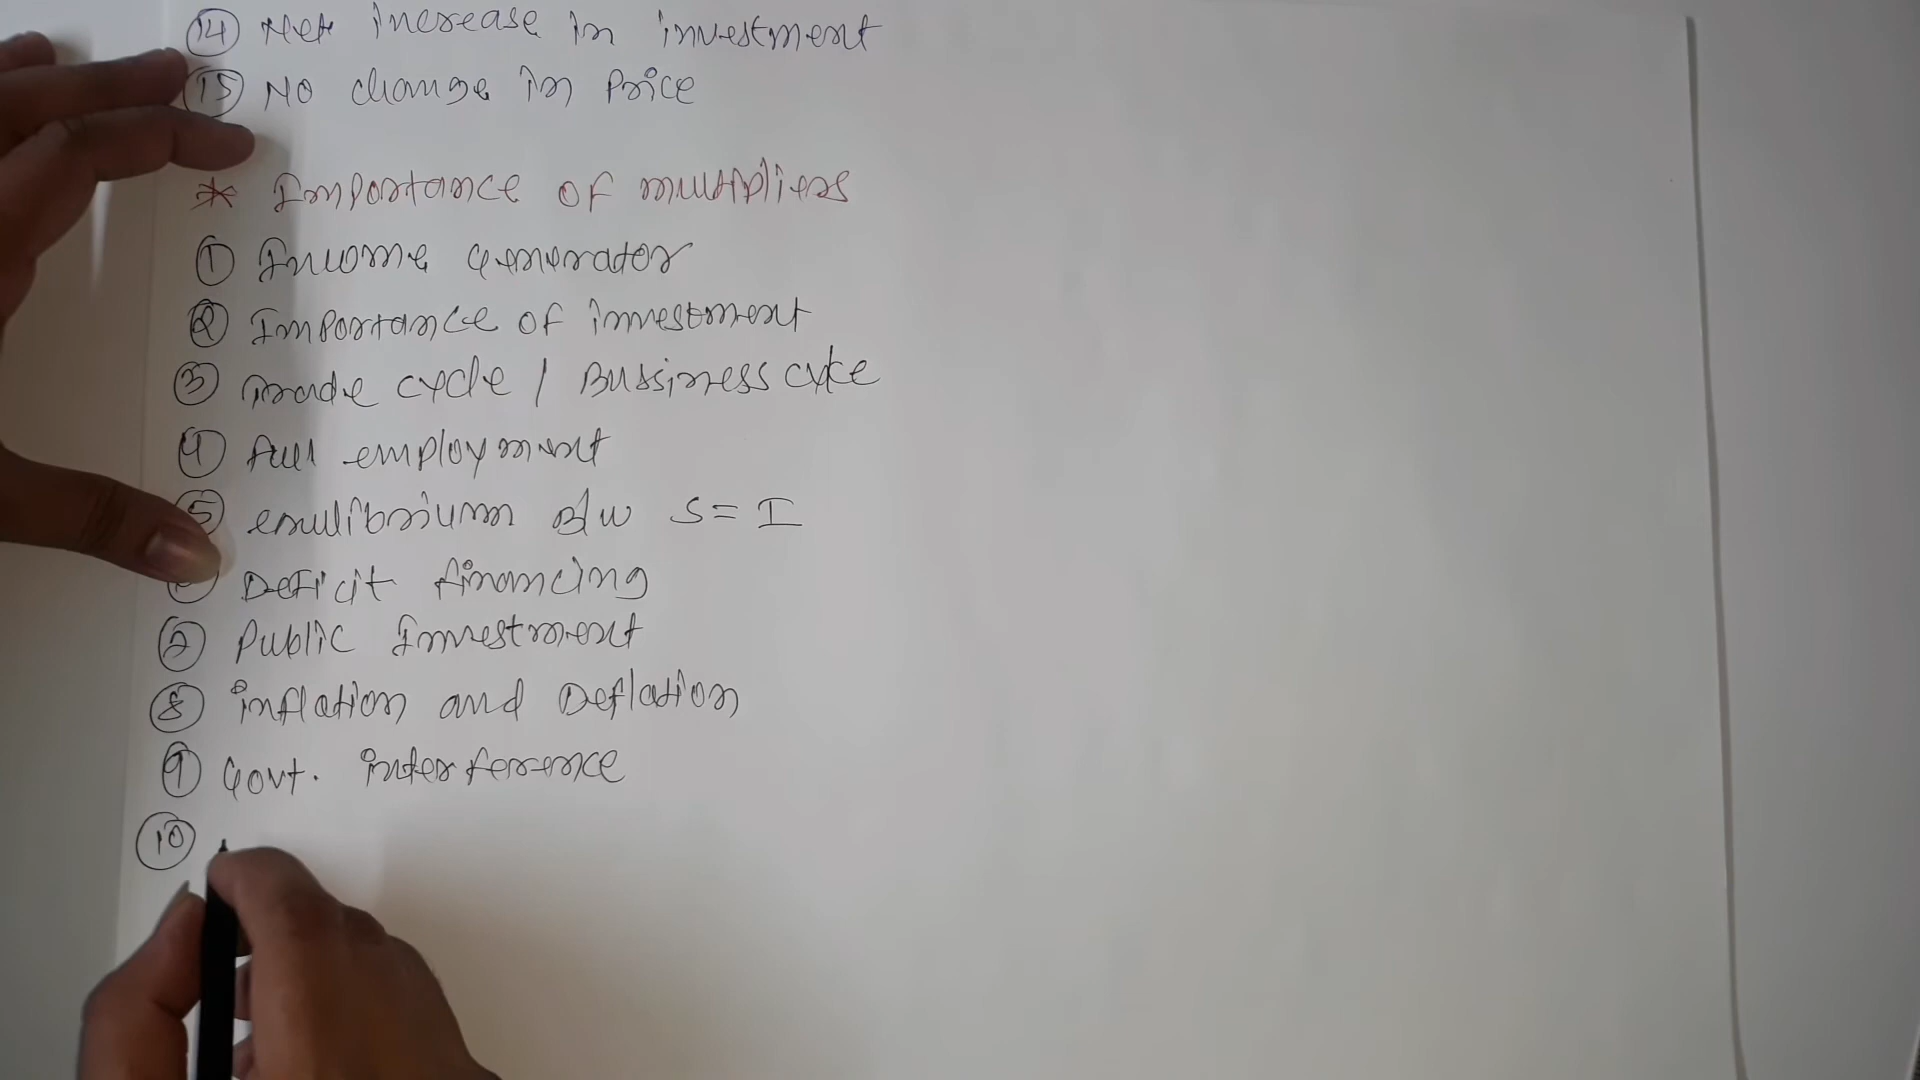 14 Net increase in investment
15 No change in Price
* Importance of multipliers
1 Income generator
2 Importance of investment
3 Trade cycle / Bussiness cycle
4 full employment
5 equilibrium b/w S = I
Deficit financing
7 Public Investment
8 inflation and Deflation
9 Govt. interference
10